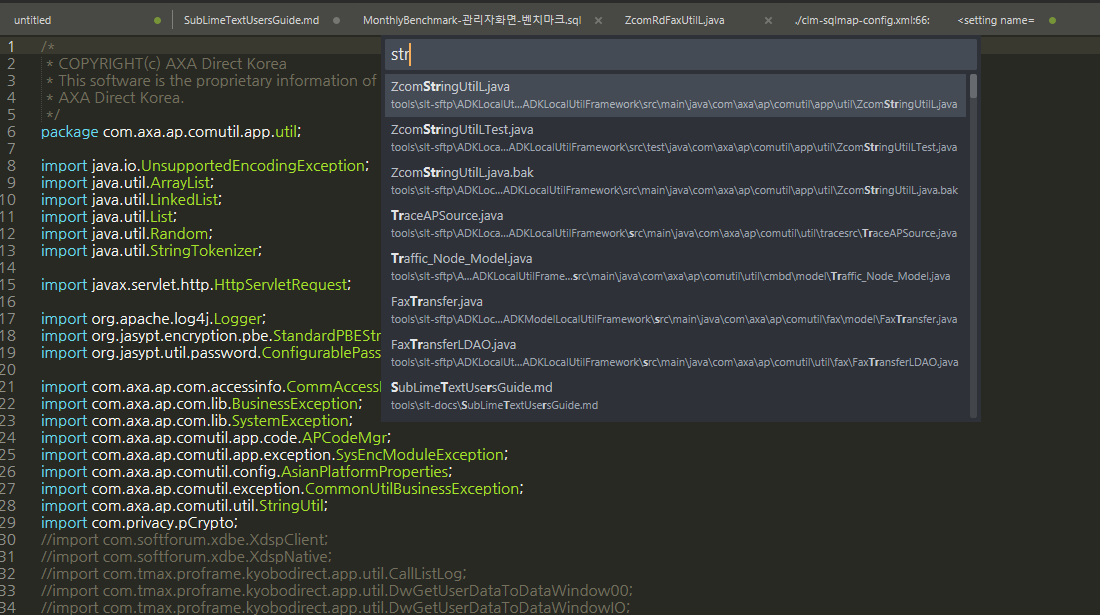 untitled
SubLimeTextUsersGuide.md
MonthlyBenchmark-관리자화면-벤치마크.sql
ZcomRdFaxUtilL.java
./clm-sqlmap-config.xml:66: <setting name=
str
ZcomStringUtilL.java
tools\slt-sftp\ADKLocalUt...ADKLocalUtilFramework\src\main\java\com\axa\ap\comutil\app\util\ZcomStringUtilL.java
ZcomStringUtilLTest.java
tools\slt-sftp\ADKLoca...ADKLocalUtilFramework\src\test\java\com\axa\ap\comutil\app\util\ZcomStringUtilLTest.java
ZcomStringUtilL.java.bak
tools\slt-sftp\ADKLoc...ADKLocalUtilFramework\src\main\java\com\axa\ap\comutil\app\util\ZcomStringUtilL.java.bak
TraceAPSource.java
tools\slt-sftp\ADKLoca...ADKLocalUtilFramework\src\main\java\com\axa\ap\comutil\util\tracesrc\TraceAPSource.java
Traffic_Node_Model.java
tools\slt-sftp\A...ADKLocalUtilFrame...src\main\java\com\axa\ap\comutil\util\cmbd\model\Traffic_Node_Model.java
FaxTransfer.java
tools\slt-sftp\ADKLoc...ADKModelLocalUtilFramework\src\main\java\com\axa\ap\comutil\fax\model\FaxTransfer.java
FaxTransferLDAO.java
tools\slt-sftp\ADKLocalUt...ADKLocalUtilFramework\src\main\java\com\axa\ap\comutil\util\fax\FaxTransferLDAO.java
SubLimeTextUsersGuide.md
tools\slt-docs\SubLimeTextUsersGuide.md
1 /*
2 * COPYRIGHT(c) AXA Direct Korea
3 * This software is the proprietary information of
4 * AXA Direct Korea.
5 */
6 package com.axa.ap.comutil.app.util;
7
8 import java.io.UnsupportedEncodingException;
9 import java.util.ArrayList;
10 import java.util.LinkedList;
11 import java.util.List;
12 import java.util.Random;
13 import java.util.StringTokenizer;
14
15 import javax.servlet.http.HttpServletRequest;
16
17 import org.apache.log4j.Logger;
18 import org.jasypt.encryption.pbe.StandardPBEStr
19 import org.jasypt.util.password.ConfigurablePass
20
21 import com.axa.ap.com.accessinfo.CommAccessI
22 import com.axa.ap.com.lib.BusinessException;
23 import com.axa.ap.com.lib.SystemException;
24 import com.axa.ap.comutil.app.code.APCodeMgr;
25 import com.axa.ap.comutil.app.exception.SysEncModuleException;
26 import com.axa.ap.comutil.config.AsianPlatformProperties;
27 import com.axa.ap.comutil.exception.CommonUtilBusinessException;
28 import com.axa.ap.comutil.util.StringUtil;
29 import com.privacy.pCrypto;
30 //import com.softforum.xdbe.XdspClient;
31 //import com.softforum.xdbe.XdspNative;
32 //import com.tmax.proframe.kyobodirect.app.util.CallListLog;
33 //import com.tmax.proframe.kyobodirect.app.util.DwGetUserDataToDataWindow00;
34 //import com.tmax.proframe.kyobodirect.app.util.DwGetUserDataToDataWindowIO;